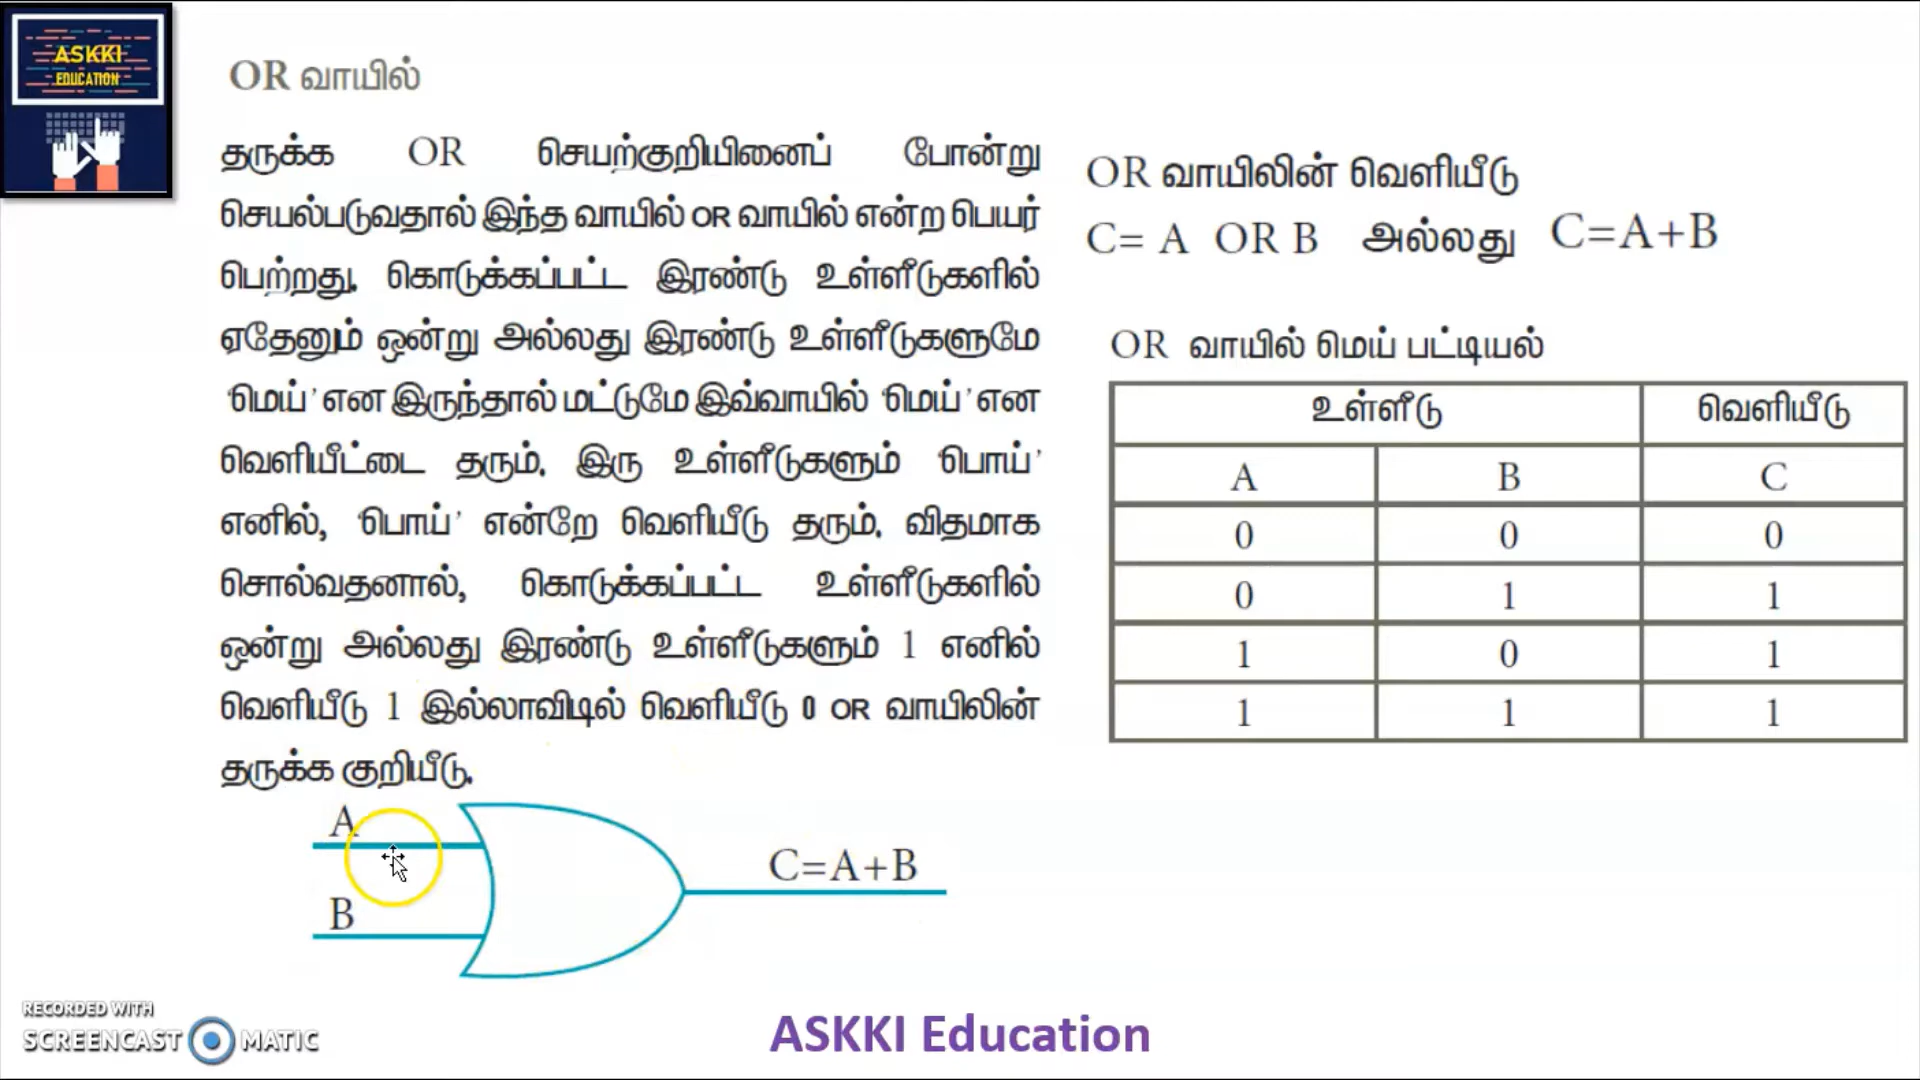 ASKKI
EDUCATION
OR வாயில்
தருக்க OR செயற்குறியினைப் போன்று
செயல்படுவதால் இந்த வாயில் OR வாயில் என்ற பெயர்
பெற்றது. கொடுக்கப்பட்ட இரண்டு உள்ளீடுகளில்
ஏதேனும் ஒன்று அல்லது இரண்டு உள்ளீடுகளுமே
‘மெய்’ என இருந்தால் மட்டுமே இவ்வாயில் ‘மெய்’ என
வெளியீட்டை தரும். இரு உள்ளீடுகளும் ‘பொய்’
எனில், ‘பொய்’ என்றே வெளியீடு தரும். விதமாக
சொல்வதனால், கொடுக்கப்பட்ட உள்ளீடுகளில்
ஒன்று அல்லது இரண்டு உள்ளீடுகளும் 1 எனில்
வெளியீடு 1 இல்லாவிடில் வெளியீடு 0 OR வாயிலின்
தருக்க குறியீடு.
A
B
C=A+B
OR வாயிலின் வெளியீடு
C= A OR B அல்லது C=A+B
OR வாயில் மெய் பட்டியல்
உள்ளீடு வெளியீடு
A B C
0 0 0
0 1 1
1 0 1
1 1 1
RECORDED WITH
SCREENCAST MATIC
ASKKI Education